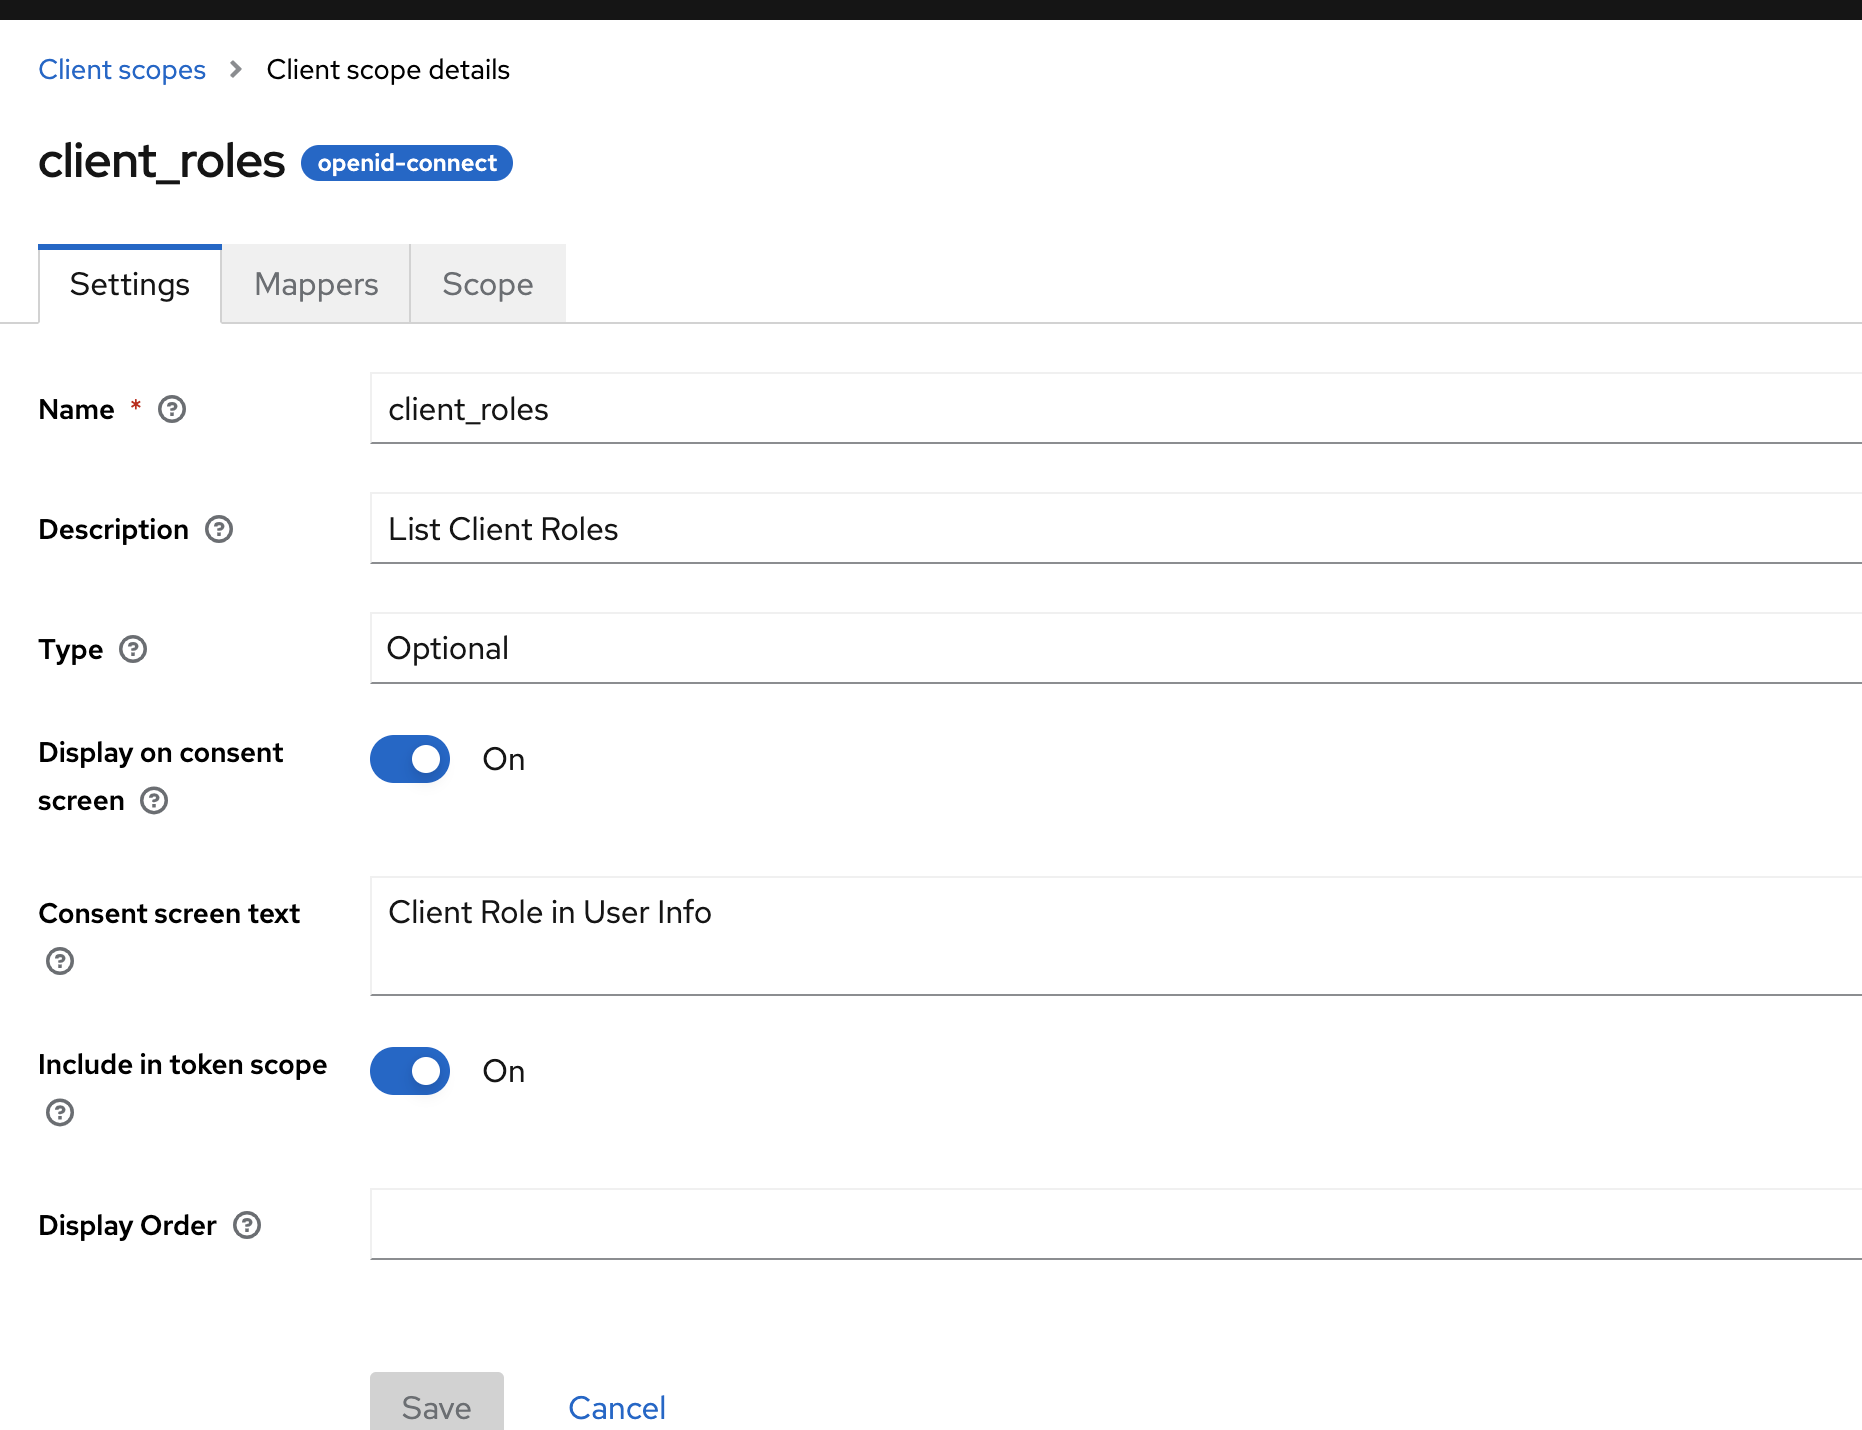 Client scopes > Client scope details
client_roles openid-connect
Settings Mappers Scope
Name * client_roles
Description List Client Roles
Type Optional
Display on consent On
screen
Consent screen text Client Role in User Info
Include in token scope On
Display Order
Save Cancel